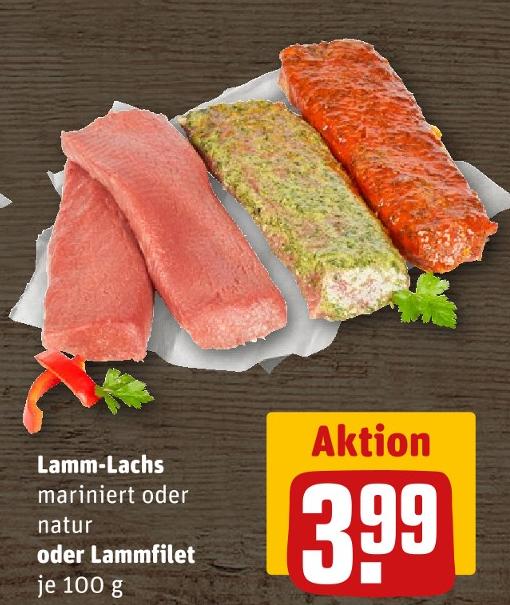 Lamm-Lachs
mariniert oder
natur
oder Lammfilet
je 100 g
Aktion
3.99